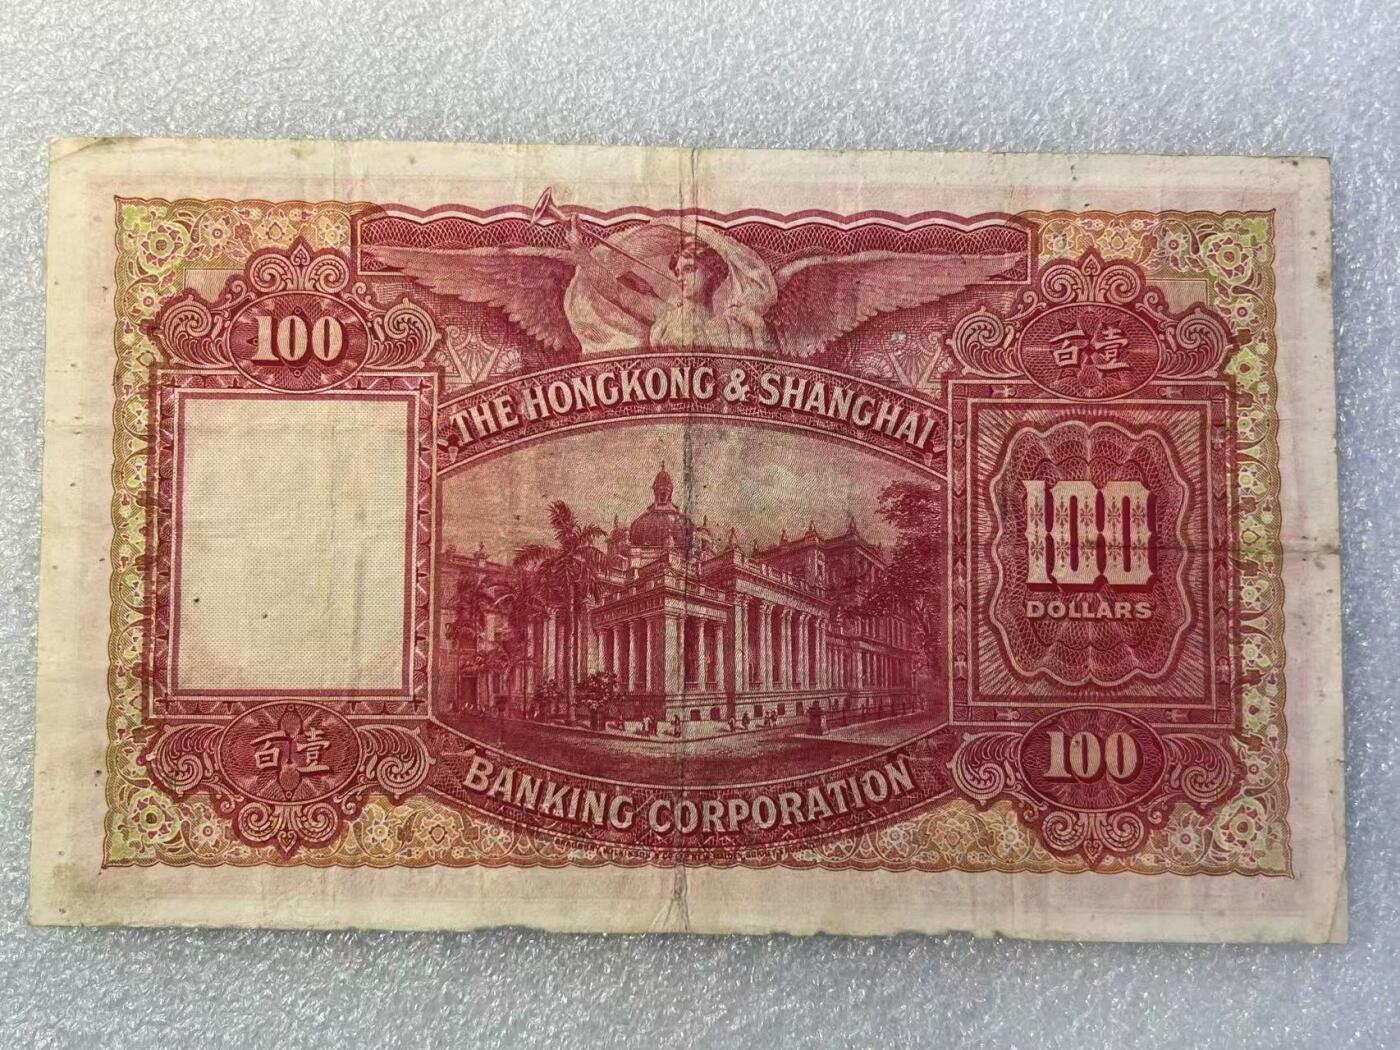 100
壹百
THE HONGKONG & SHANGHAI
100
DOLLARS
BANKING CORPORATION
壹百
100